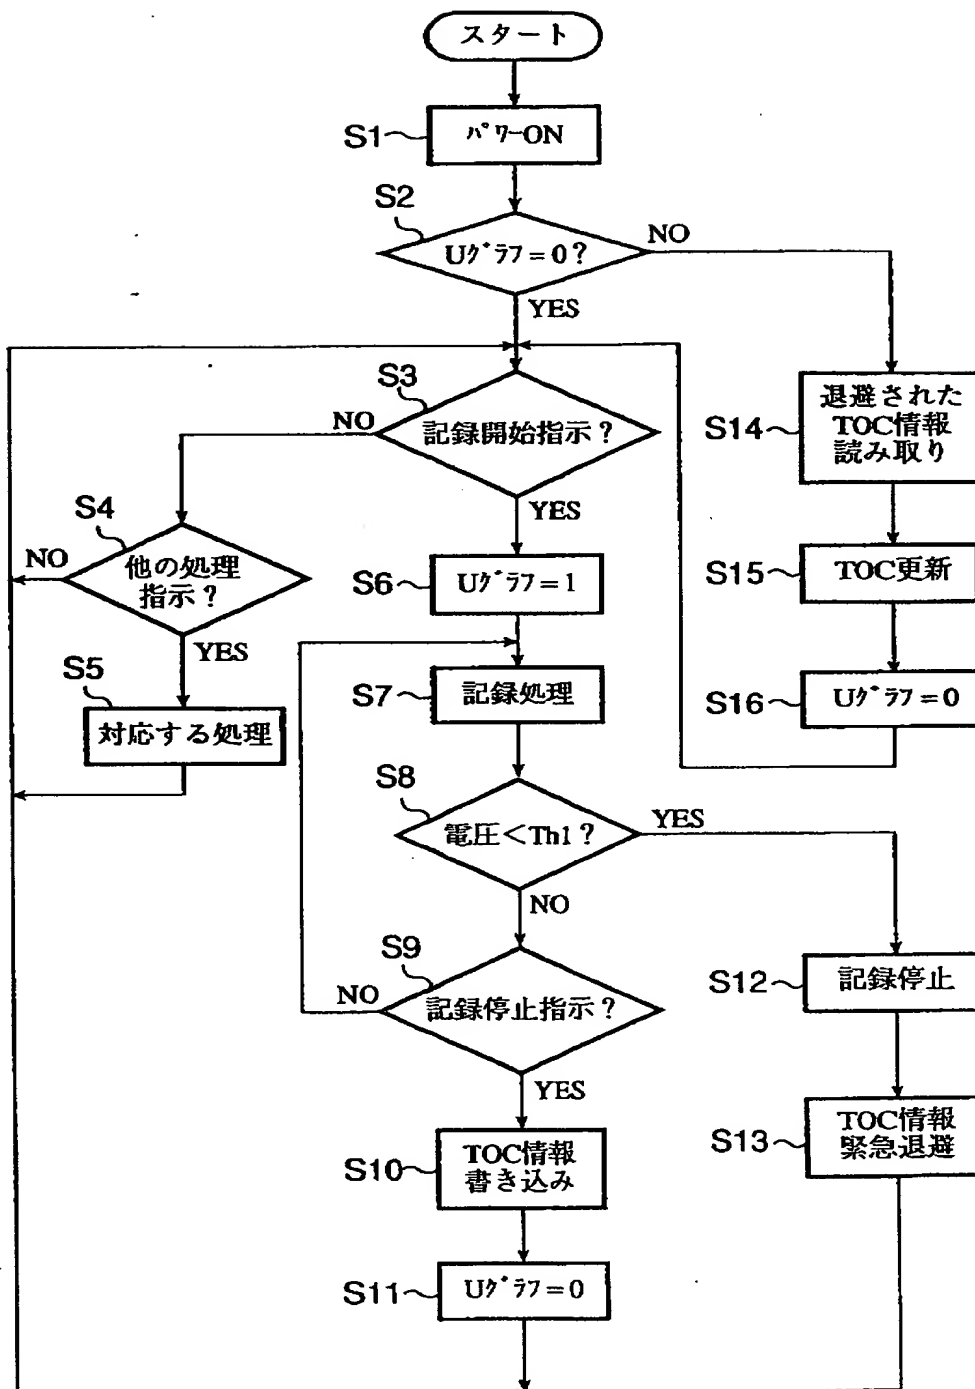 スタート
S1
パワーON
S2
Uグラフ=0?
NO
YES
S3
記録開始指示?
NO
YES
退避された
TOC情報
読み取り
S14
S4
他の処理
指示?
NO
YES
S6
Uグラフ=1
S15
TOC更新
S5
対応する処理
S7
記録処理
S16
Uグラフ=0
S8
電圧<Th1?
YES
NO
S9
記録停止指示?
NO
YES
S12
記録停止
S10
TOC情報
書き込み
S13
TOC情報
緊急退避
S11
Uグラフ=0